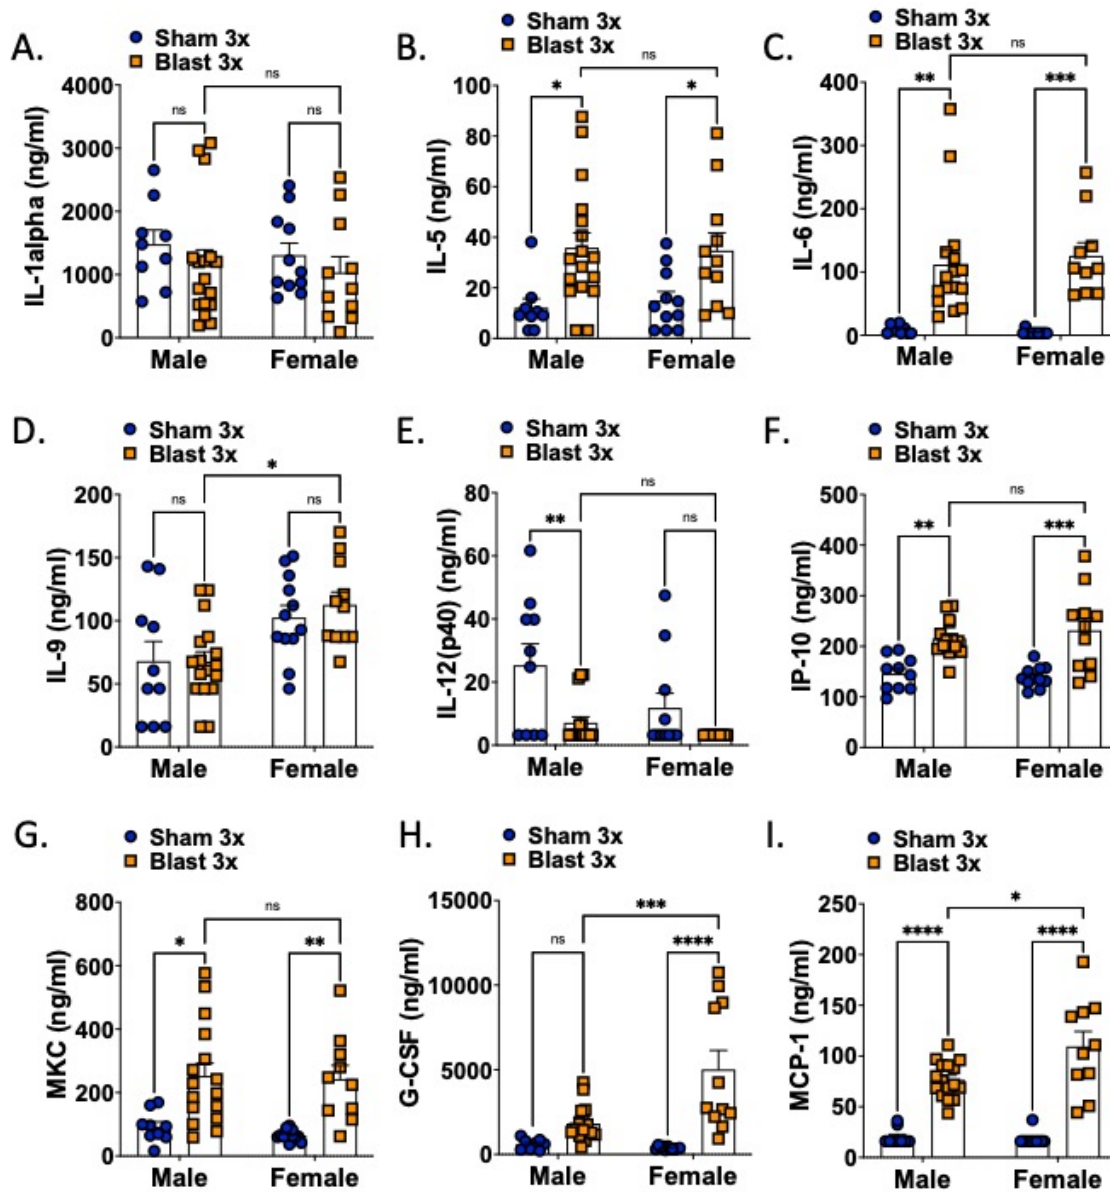 A.
Sham 3x
Blast 3x
ns
ns
ns
IL-1alpha (ng/ml)
4000
3000
2000
1000
0
Male
Female
B.
Sham 3x
Blast 3x
ns
*
*
IL-5 (ng/ml)
100
80
60
40
20
0
Male
Female
C.
Sham 3x
Blast 3x
ns
**
***
IL-6 (ng/ml)
400
300
200
100
0
Male
Female
D.
Sham 3x
Blast 3x
*
ns
ns
IL-9 (ng/ml)
200
150
100
50
0
Male
Female
E.
Sham 3x
Blast 3x
ns
**
ns
IL-12(p40) (ng/ml)
80
60
40
20
0
Male
Female
F.
Sham 3x
Blast 3x
ns
**
***
IP-10 (ng/ml)
500
400
300
200
100
0
Male
Female
G.
Sham 3x
Blast 3x
ns
*
**
MKC (ng/ml)
800
600
400
200
0
Male
Female
H.
Sham 3x
Blast 3x
***
ns
****
G-CSF (ng/ml)
15000
10000
5000
0
Male
Female
I.
Sham 3x
Blast 3x
*
****
****
MCP-1 (ng/ml)
250
200
150
100
50
0
Male
Female